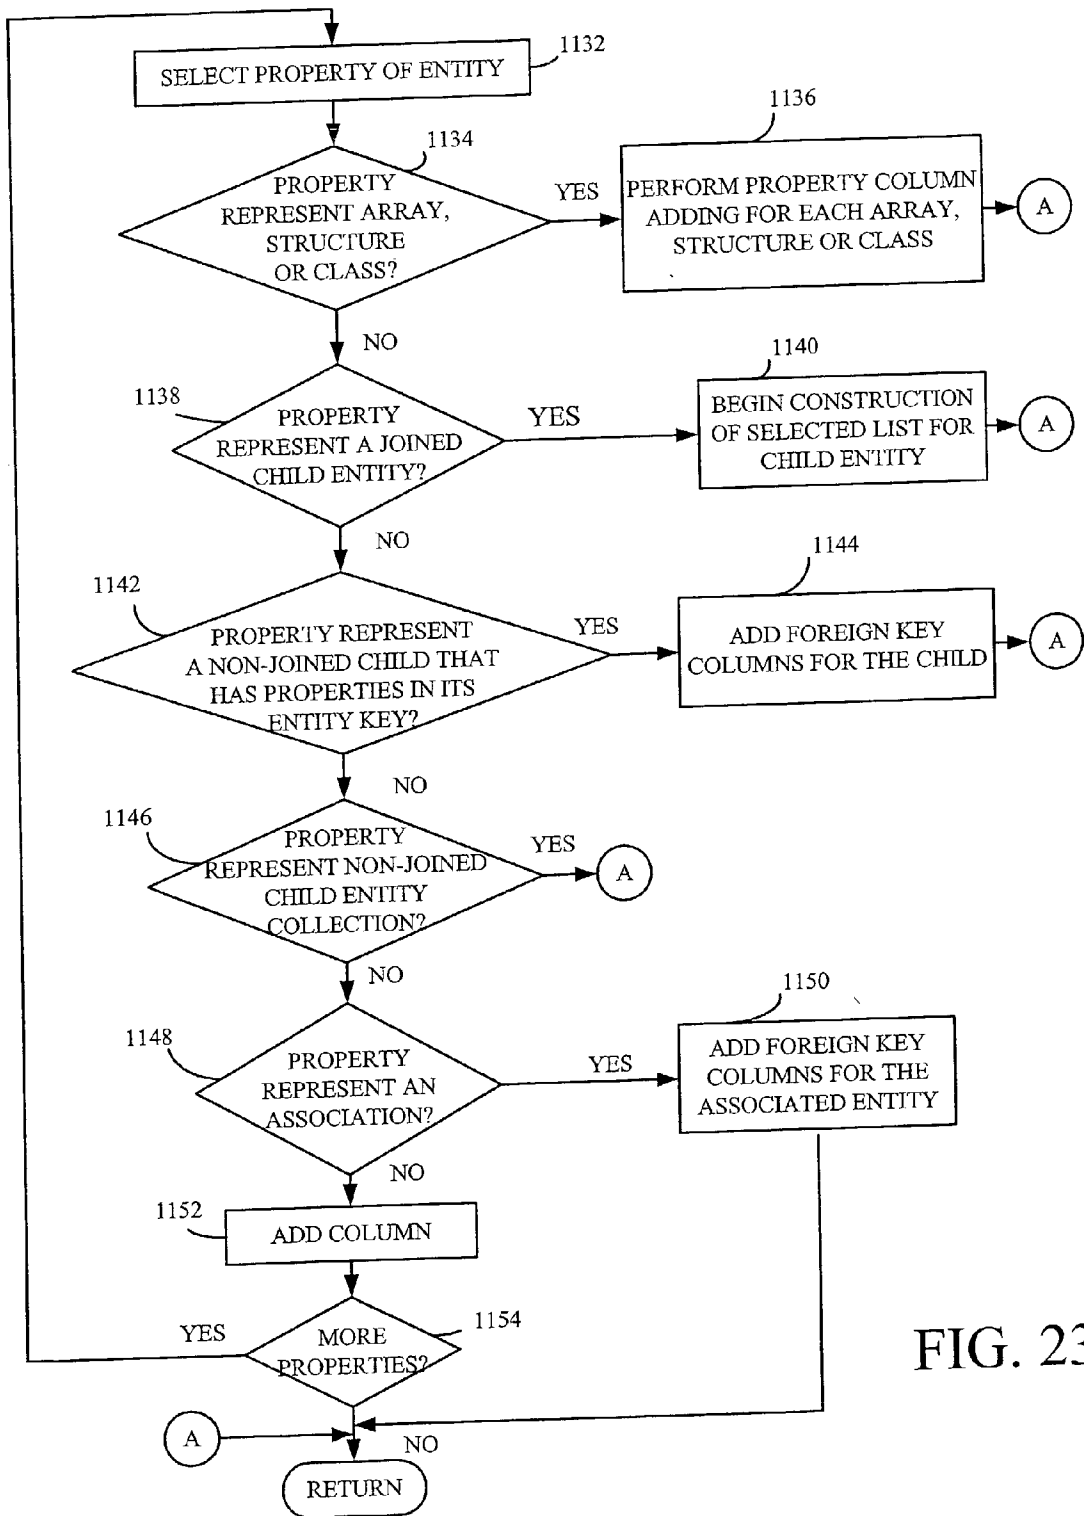 SELECT PROPERTY OF ENTITY
1132
1134
PROPERTY
REPRESENT ARRAY,
STRUCTURE
OR CLASS?
YES
1136
PERFORM PROPERTY COLUMN
ADDING FOR EACH ARRAY,
STRUCTURE OR CLASS
A
NO
1138
PROPERTY
REPRESENT A JOINED
CHILD ENTITY?
YES
1140
BEGIN CONSTRUCTION
OF SELECTED LIST FOR
CHILD ENTITY
A
NO
1142
PROPERTY REPRESENT
A NON-JOINED CHILD THAT
HAS PROPERTIES IN ITS
ENTITY KEY?
YES
1144
ADD FOREIGN KEY
COLUMNS FOR THE CHILD
A
NO
1146
PROPERTY
REPRESENT NON-JOINED
CHILD ENTITY
COLLECTION?
YES
A
NO
1148
PROPERTY
REPRESENT AN
ASSOCIATION?
YES
1150
ADD FOREIGN KEY
COLUMNS FOR THE
ASSOCIATED ENTITY
NO
1152
ADD COLUMN
YES
MORE
PROPERTIES?
1154
FIG. 23
A
NO
RETURN